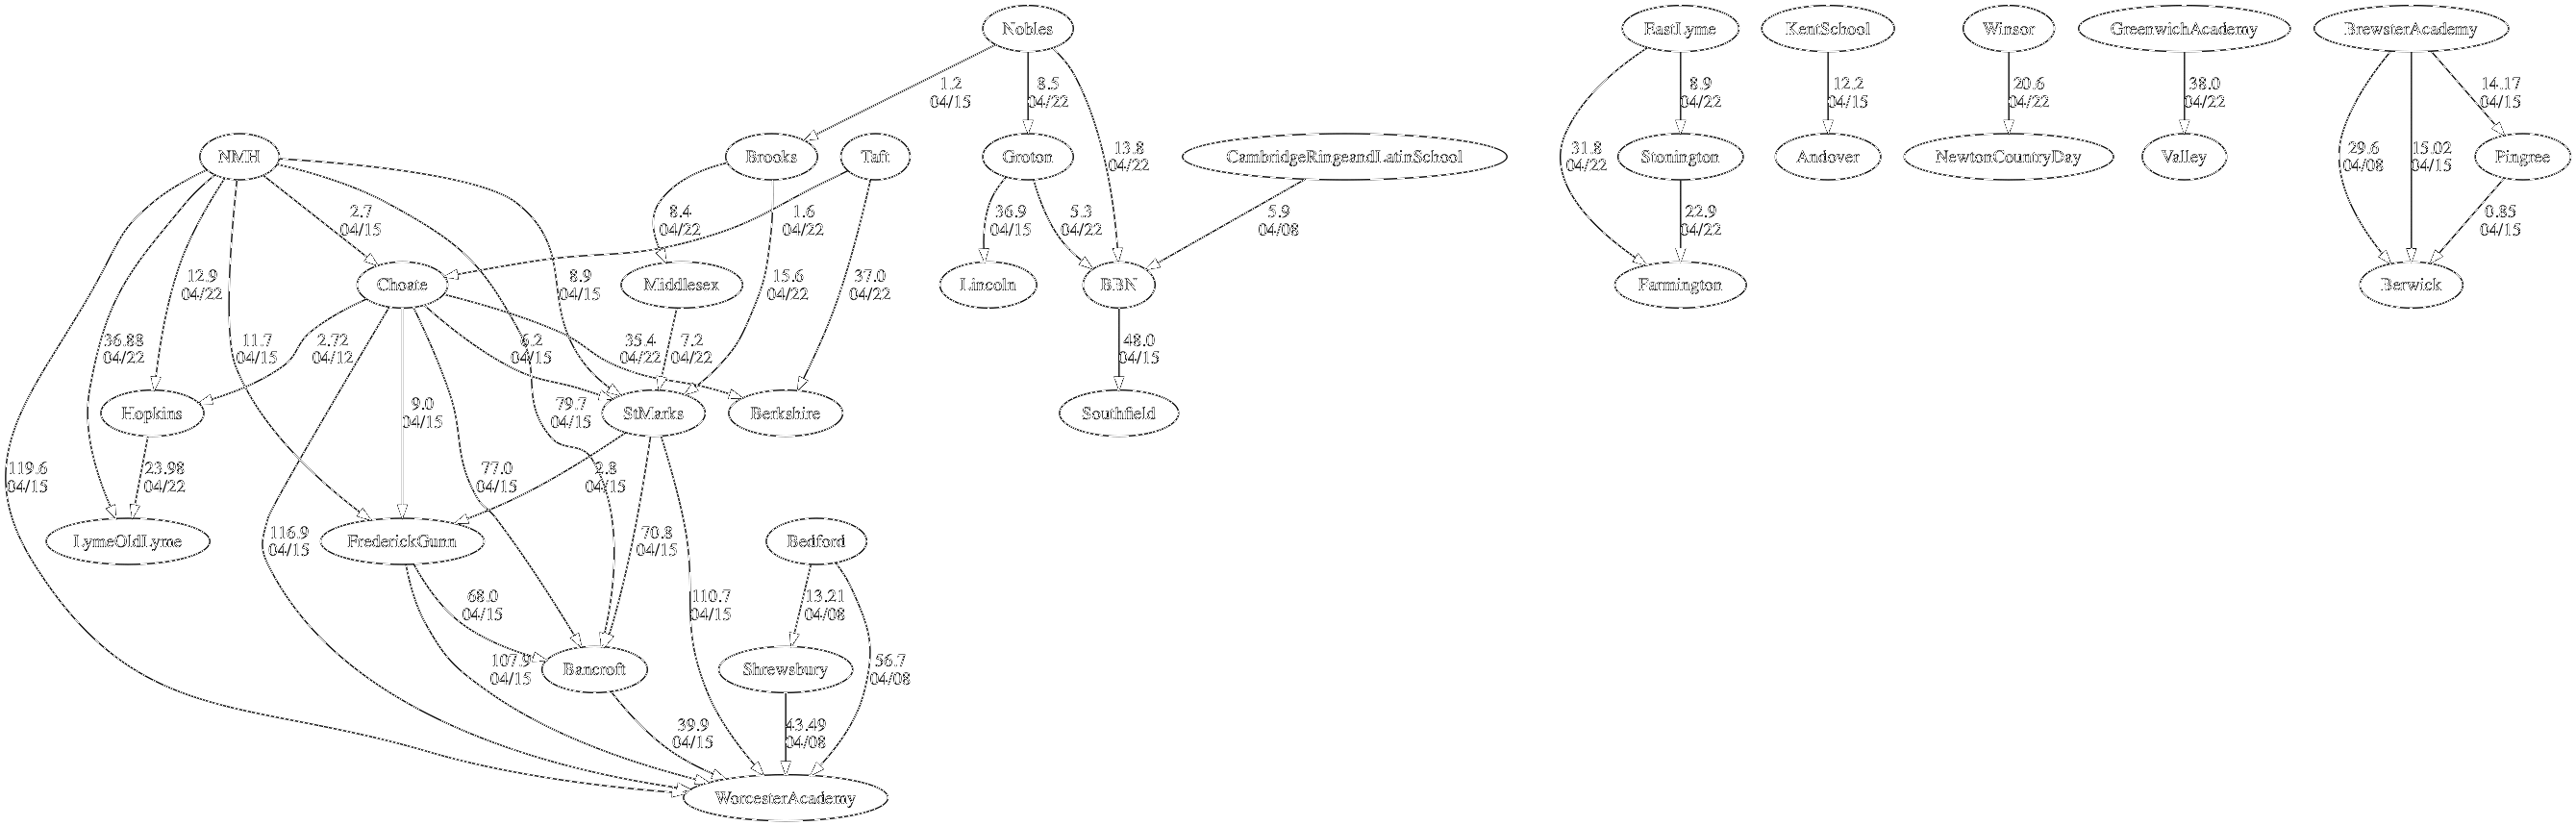 Nobles
EastLyme
KentSchool
Winsor
GreenwichAcademy
BrewsterAcademy
1.2
04/15
8.5
04/22
8.9
04/22
12.2
04/15
20.6
04/22
38.0
04/22
14.17
04/15
NMH
Brooks
Taft
Groton
13.8
04/22
CambridgeRingeandLatinSchool
31.8
04/22
Stonington
Andover
NewtonCountryDay
Valley
29.6
04/08
15.02
04/15
Pingree
2.7
04/15
8.4
04/22
1.6
04/22
36.9
04/15
5.3
04/22
5.9
04/08
22.9
04/22
0.85
04/15
12.9
04/22
Choate
8.9
04/15
Middlesex
15.6
04/22
37.0
04/22
Lincoln
BBN
Farmington
Berwick
36.88
04/22
11.7
04/15
2.72
04/12
6.2
04/15
35.4
04/22
7.2
04/22
48.0
04/15
Hopkins
9.0
04/15
79.7
04/15
StMarks
Berkshire
Southfield
119.6
04/15
23.98
04/22
77.0
04/15
2.8
04/15
LymeOldLyme
116.9
04/15
FrederickGunn
70.8
04/15
Bedford
68.0
04/15
110.7
04/15
13.21
04/08
107.9
04/15
Bancroft
Shrewsbury
56.7
04/08
39.9
04/15
43.49
04/08
WorcesterAcademy